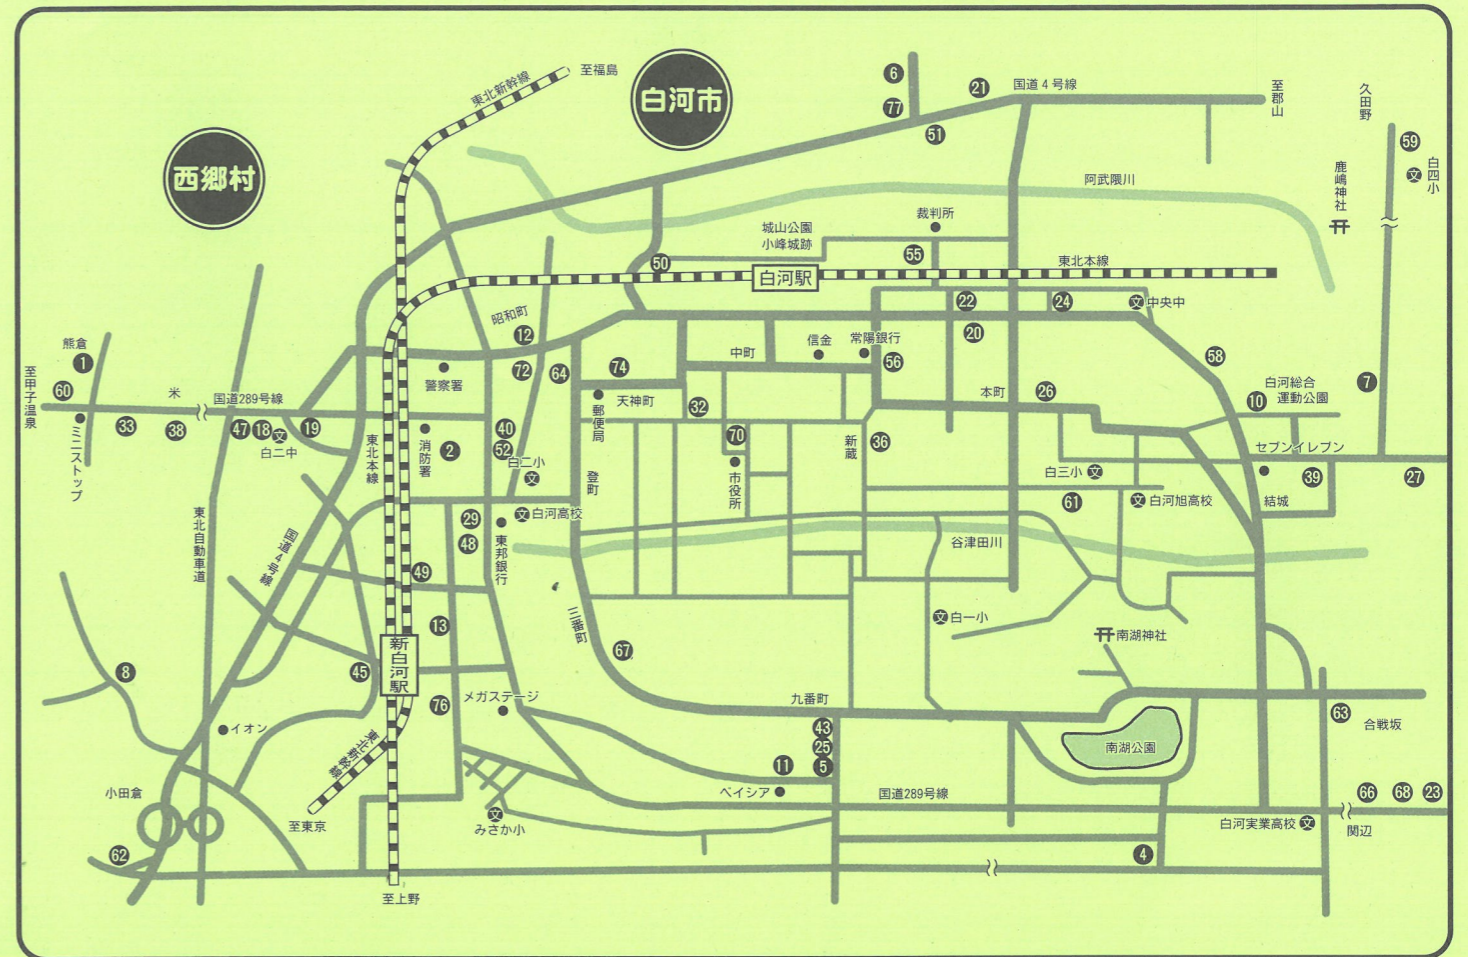 東北新幹線
至福島
白河市
西郷村
6
77
21
国道4号線
51
至郡山
久田野
59
白四小
文
鹿嶋神社
阿武隈川
裁判所
城山公園
小峰城跡
55
50
白河駅
東北本線
22
24
文
中央中
昭和町
12
20
信金
常陽銀行
中町
56
58
72
64
74
熊倉
1
至甲子温泉
60
米
国道289号線
警察署
天神町
郵便局
32
本町
26
10
白河総合
運動公園
7
ミニストップ
33
38
47
18
文
19
白二中
東北本線
消防署
2
40
52
白二小
文
登町
70
市役所
新蔵
36
セブンイレブン
白三小
文
結城
39
27
61
文
白河旭高校
東北自動車道
国道4号線
29
文
白河高校
48
東邦銀行
谷津田川
49
13
三番町
文
白一小
南湖神社
8
45
新白河駅
67
76
メガステージ
九番町
63
合戦坂
イオン
43
25
5
11
ベイシア
南湖公園
東北新幹線
国道289号線
66
68
23
小田倉
至東京
文
みさか小
白河実業高校
文
関辺
62
4
至上野